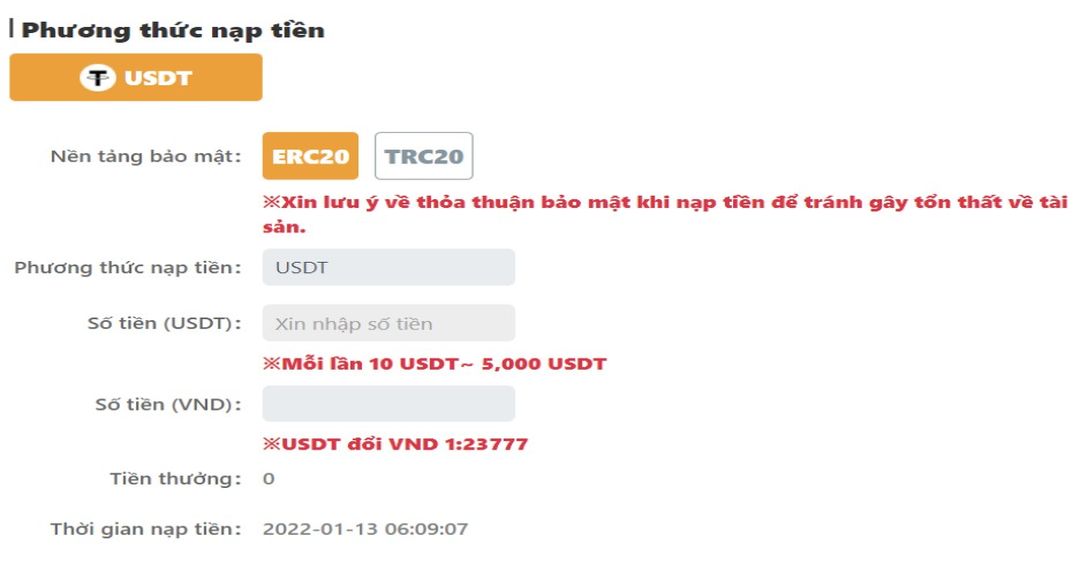 Phương thức nạp tiền
USDT
Nền tảng bảo mật: ERC20 TRC20
※Xin lưu ý về thỏa thuận bảo mật khi nạp tiền để tránh gây tổn thất về tài
sản.
Phương thức nạp tiền: USDT
Số tiền (USDT): Xin nhập số tiền
※Mỗi lần 10 USDT~ 5,000 USDT
Số tiền (VND):
※USDT đổi VND 1:23777
Tiền thưởng: 0
Thời gian nạp tiền: 2022-01-13 06:09:07